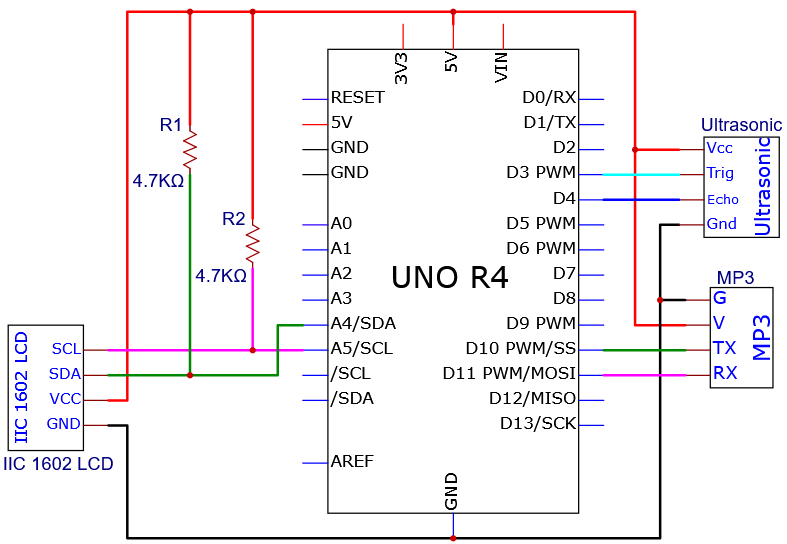 3V3
5V
VIN
RESET
5V
GND
GND
A0
A1
A2
A3
A4/SDA
A5/SCL
/SCL
/SDA
AREF
UNO R4
D0/RX
D1/TX
D2
D3 PWM
D4
D5 PWM
D6 PWM
D7
D8
D9 PWM
D10 PWM/SS
D11 PWM/MOSI
D12/MISO
D13/SCK
GND
R1
4.7KΩ
R2
4.7KΩ
IIC 1602 LCD
SCL
SDA
VCC
GND
IIC 1602 LCD
Ultrasonic
Vcc
Trig
Echo
Gnd
Ultrasonic
MP3
G
V
TX
RX
MP3